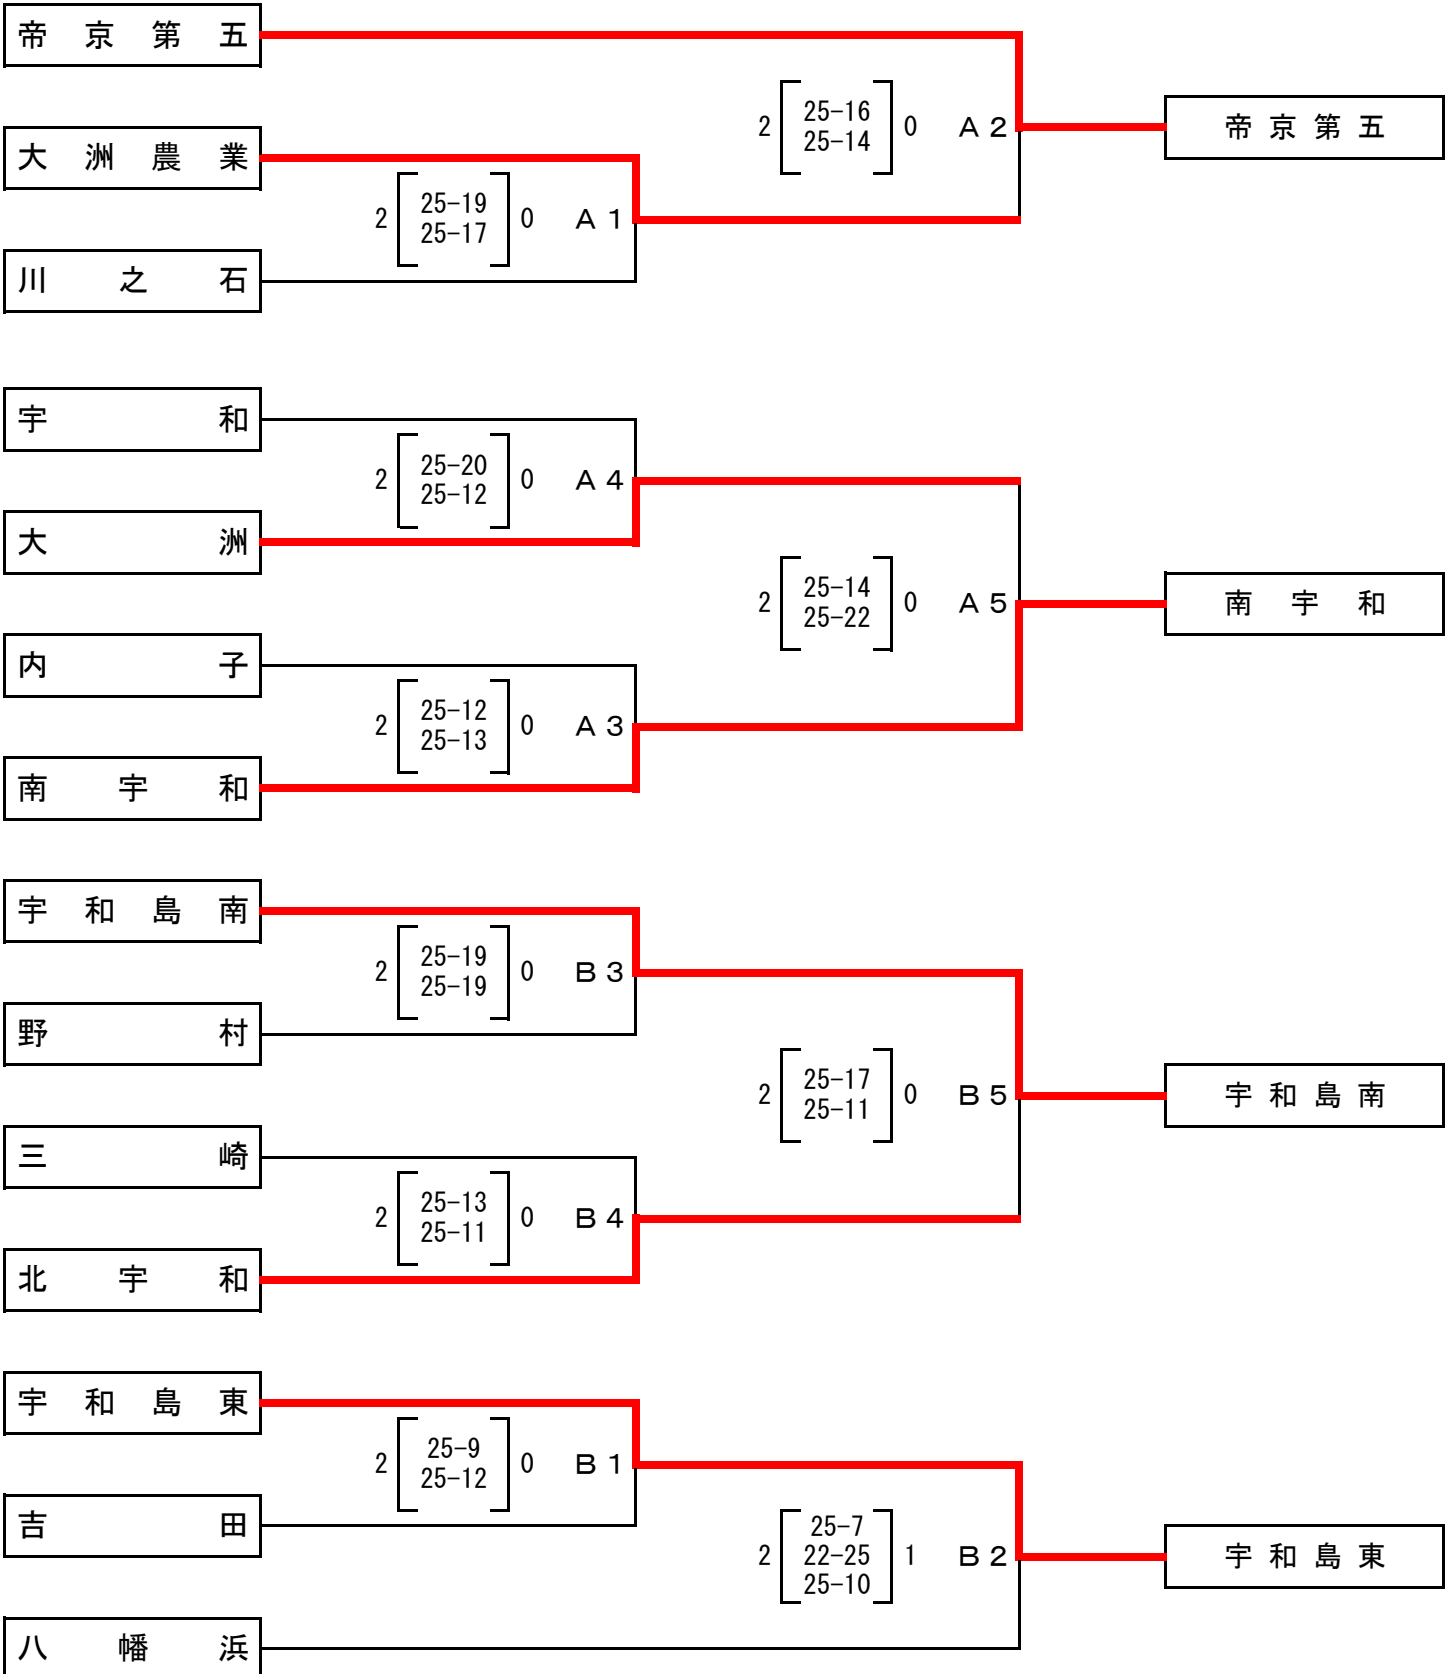 帝京第五
25-16
2 0 A2
25-14
帝京第五
大洲農業
25-19
2 0 A1
25-17
川之石
宇和
25-20
2 0 A4
25-12
大洲
25-14
2 0 A5
25-22
南宇和
内子
25-12
2 0 A3
25-13
南宇和
宇和島南
25-19
2 0 B3
25-19
野村
25-17
2 0 B5
25-11
宇和島南
三崎
25-13
2 0 B4
25-11
北宇和
宇和島東
25-9
2 0 B1
25-12
吉田
25-7
2 22-25 1 B2
25-10
宇和島東
八幡浜